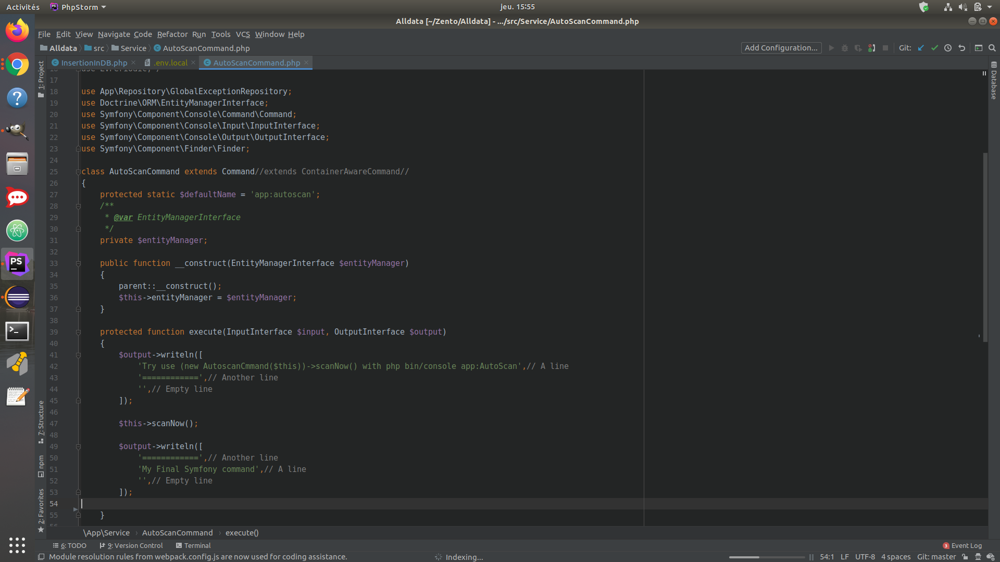 Activités PhpStorm jeu. 15:55
Alldata [~/Zento/Alldata] - .../src/Service/AutoScanCommand.php
File Edit View Navigate Code Refactor Run Tools VCS Window Help
Alldata src Service AutoScanCommand.php Add Configuration... Git:
InsertionInDB.php .env.local AutoScanCommand.php
1: Project
Database
17
18 use App\Repository\GlobalExceptionRepository;
19 use Doctrine\ORM\EntityManagerInterface;
20 use Symfony\Component\Console\Command\Command;
21 use Symfony\Component\Console\Input\InputInterface;
22 use Symfony\Component\Console\Output\OutputInterface;
23 use Symfony\Component\Finder\Finder;
24
25 class AutoScanCommand extends Command//extends ContainerAwareCommand//
26 {
27 protected static $defaultName = 'app:autoscan';
28 /**
29 * @var EntityManagerInterface
30 */
31 private $entityManager;
32
33 public function __construct(EntityManagerInterface $entityManager)
34 {
35 parent::__construct();
36 $this->entityManager = $entityManager;
37 }
38
39 protected function execute(InputInterface $input, OutputInterface $output)
40 {
41 $output->writeln([
42 'Try use (new AutoscanCmmand($this))->scanNow() with php bin/console app:AutoScan',// A line
43 '============',// Another line
44 '',// Empty line
45 ]);
46
47 $this->scanNow();
48
49 $output->writeln([
50 '============',// Another line
51 'My Final Symfony command',// A line
52 '',// Empty line
53 ]);
54
55 }
7: Structure
npm
2: Favorites
PS
\App\Service AutoScanCommand execute()
6: TODO 9: Version Control Terminal 3 Event Log
Module resolution rules from webpack.config.js are now used for coding assistance. Indexing... 54:1 LF UTF-8 4 spaces Git: master